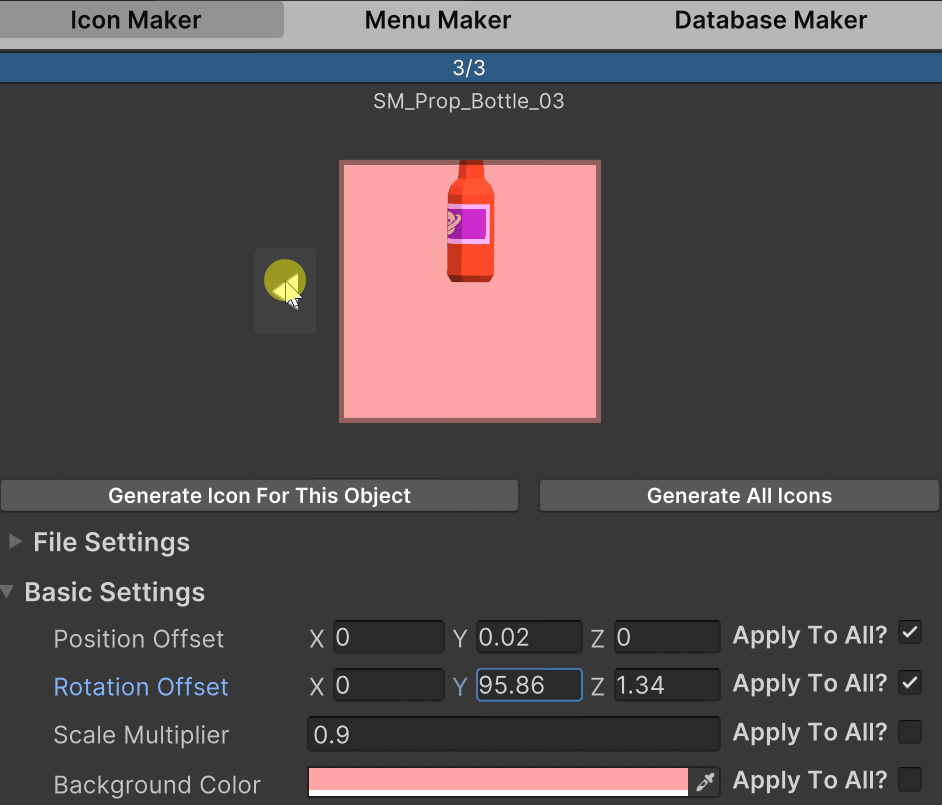 Icon Maker Menu Maker Database Maker
3/3
SM_Prop_Bottle_03
Generate Icon For This Object Generate All Icons
File Settings
Basic Settings
Position Offset X 0 Y 0.02 Z 0 Apply To All?
Rotation Offset X 0 Y 95.86 Z 1.34 Apply To All?
Scale Multiplier 0.9 Apply To All?
Background Color Apply To All?